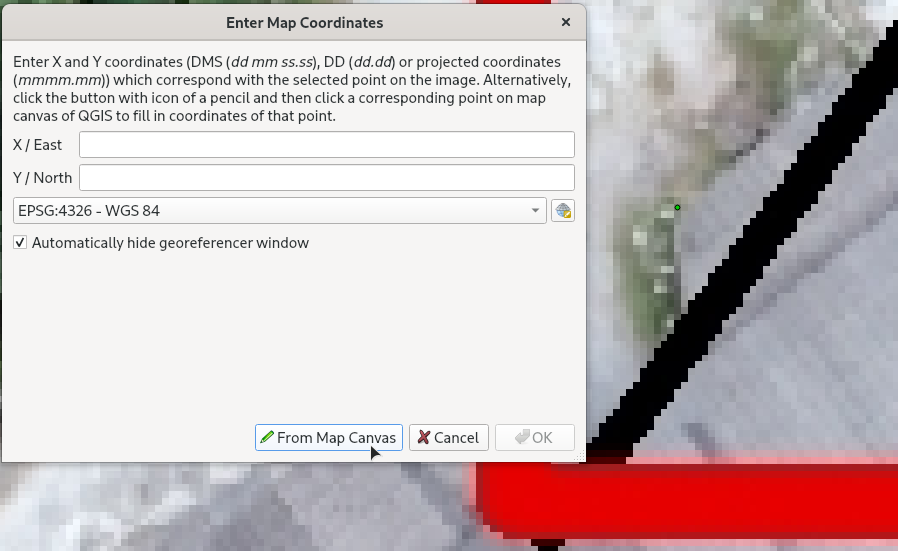 Enter Map Coordinates
Enter X and Y coordinates (DMS (dd mm ss.ss), DD (dd.dd) or projected coordinates
(mmmm.mm)) which correspond with the selected point on the image. Alternatively,
click the button with icon of a pencil and then click a corresponding point on map
canvas of QGIS to fill in coordinates of that point.
X / East
Y / North
EPSG:4326 - WGS 84
Automatically hide georeferencer window
From Map Canvas
Cancel
OK